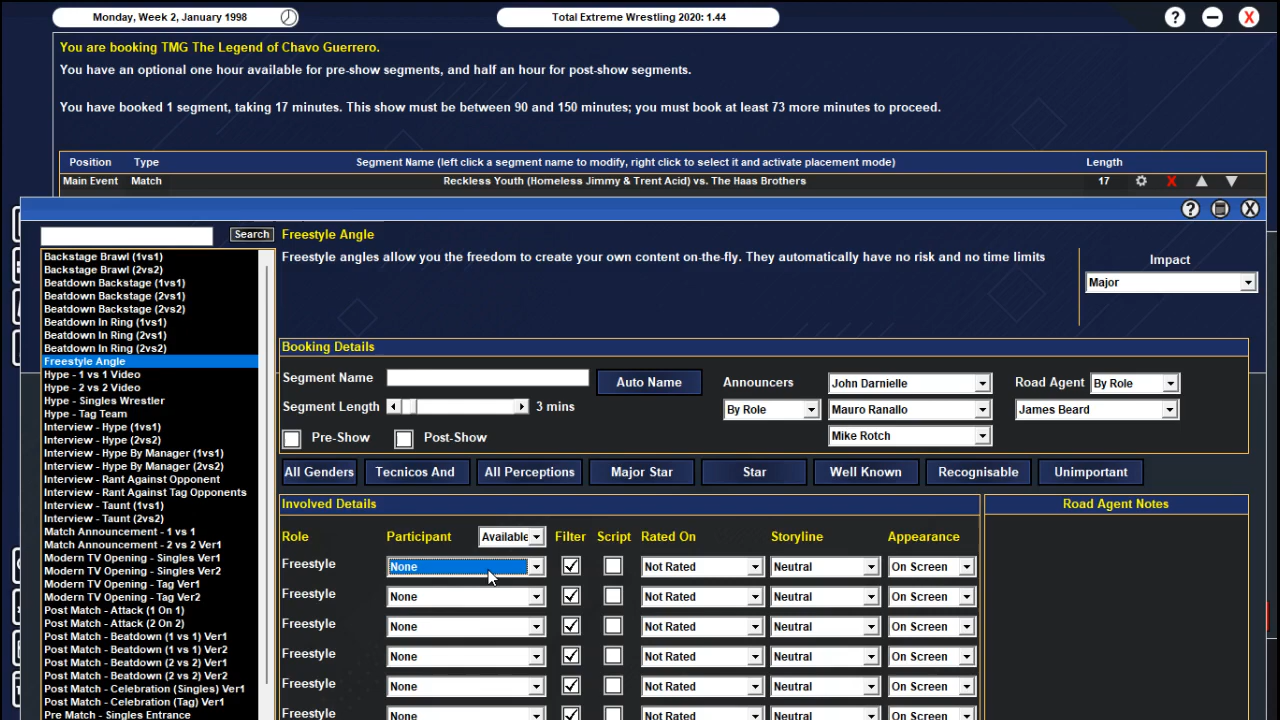 Monday, Week 2, January 1998
Total Extreme Wrestling 2020: 1.44
?
X
You are booking TMG The Legend of Chavo Guerrero.
You have an optional one hour available for pre-show segments, and half an hour for post-show segments.
You have booked 1 segment, taking 17 minutes. This show must be between 90 and 150 minutes; you must book at least 73 more minutes to proceed.
Position Type Segment Name (left click a segment name to modify, right click to select it and activate placement mode) Length
Main Event Match Reckless Youth (Homeless Jimmy & Trent Acid) vs. The Haas Brothers 17 X
? X
Search
Backstage Brawl (1vs1)
Backstage Brawl (2vs2)
Beatdown Backstage (1vs1)
Beatdown Backstage (2vs1)
Beatdown Backstage (2vs2)
Beatdown In Ring (1vs1)
Beatdown In Ring (2vs1)
Beatdown In Ring (2vs2)
Freestyle Angle
Hype - 1 vs 1 Video
Hype - 2 vs 2 Video
Hype - Singles Wrestler
Hype - Tag Team
Interview - Hype (1vs1)
Interview - Hype (2vs2)
Interview - Hype By Manager (1vs1)
Interview - Hype By Manager (2vs2)
Interview - Rant Against Opponent
Interview - Rant Against Tag Opponents
Interview - Taunt (1vs1)
Interview - Taunt (2vs2)
Match Announcement - 1 vs 1
Match Announcement - 2 vs 2 Ver1
Modern TV Opening - Singles Ver1
Modern TV Opening - Singles Ver2
Modern TV Opening - Tag Ver1
Modern TV Opening - Tag Ver2
Post Match - Attack (1 On 1)
Post Match - Attack (2 On 2)
Post Match - Beatdown (1 vs 1) Ver1
Post Match - Beatdown (1 vs 1) Ver2
Post Match - Beatdown (2 vs 2) Ver1
Post Match - Beatdown (2 vs 2) Ver2
Post Match - Celebration (Singles) Ver1
Post Match - Celebration (Tag) Ver1
Pre Match - Singles Entrance
Freestyle Angle
Freestyle angles allow you the freedom to create your own content on-the-fly. They automatically have no risk and no time limits
Impact
Major
Booking Details
Segment Name Auto Name Announcers John Darnielle Road Agent By Role
Segment Length 3 mins By Role Mauro Ranallo James Beard
Pre-Show Post-Show Mike Rotch
All Genders Tecnicos And All Perceptions Major Star Star Well Known Recognisable Unimportant
Involved Details
Road Agent Notes
Role Participant Available Filter Script Rated On Storyline Appearance
Freestyle None Not Rated Neutral On Screen
Freestyle None Not Rated Neutral On Screen
Freestyle None Not Rated Neutral On Screen
Freestyle None Not Rated Neutral On Screen
Freestyle None Not Rated Neutral On Screen
Freestyle None Not Rated Neutral On Screen